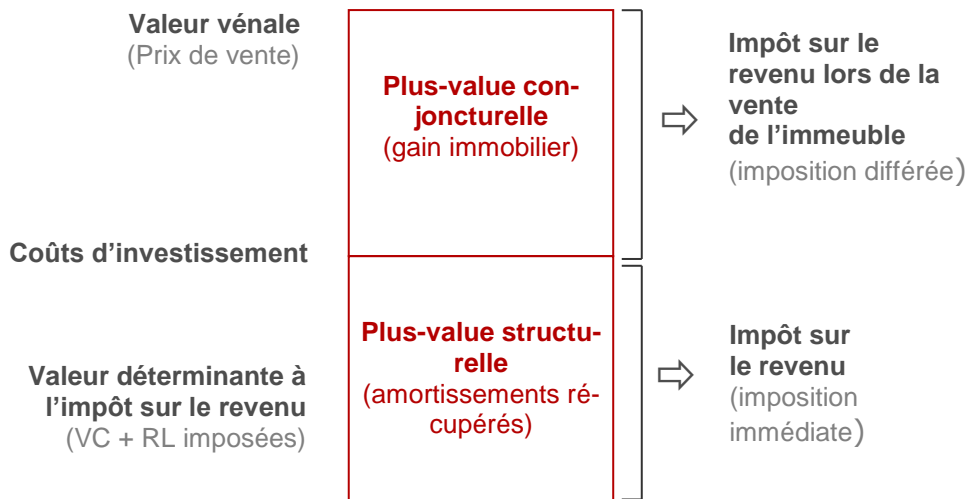 Valeur vénale
(Prix de vente)
Plus-value con-
joncturelle
(gain immobilier)
Impôt sur le
revenu lors de la
vente
de l’immeuble
(imposition différée)
Coûts d’investissement
Plus-value structu-
relle
(amortissements ré-
cupérés)
Valeur déterminante à
l’impôt sur le revenu
(VC + RL imposées)
Impôt sur
le revenu
(imposition
immédiate)